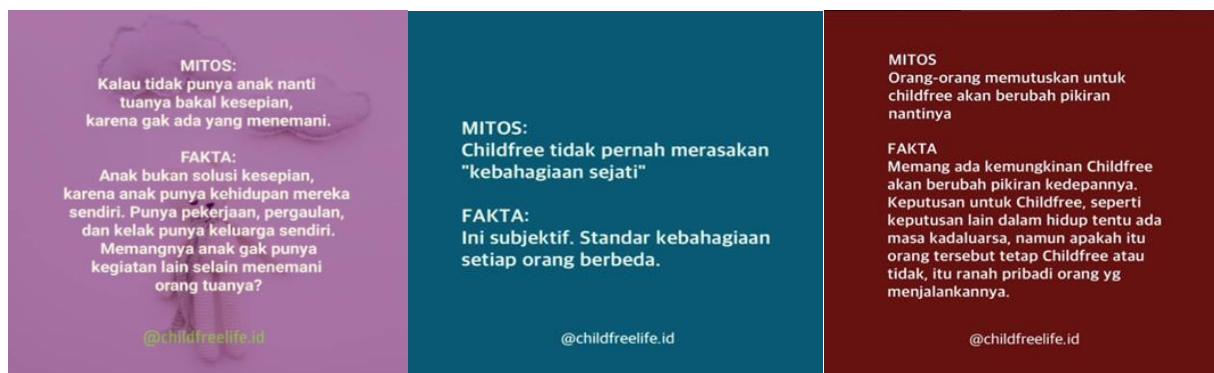 MITOS:
Kalau tidak punya anak nanti
tuanya bakal kesepian,
karena gak ada yang menemani.
FAKTA:
Anak bukan solusi kesepian,
karena anak punya kehidupan mereka
sendiri. Punya pekerjaan, pergaulan,
dan kelak punya keluarga sendiri.
Memangnya anak gak punya
kegiatan lain selain menemani
orang tuanya?
@childfreelife.id
MITOS:
Childfree tidak pernah merasakan
"kebahagiaan sejati"
FAKTA:
Ini subjektif. Standar kebahagiaan
setiap orang berbeda.
@childfreelife.id
MITOS
Orang-orang memutuskan untuk
childfree akan berubah pikiran
nantinya
FAKTA
Memang ada kemungkinan Childfree
akan berubah pikiran kedepannya.
Keputusan untuk Childfree, seperti
keputusan lain dalam hidup tentu ada
masa kadaluarsa, namun apakah itu
orang tersebut tetap Childfree atau
tidak, itu ranah pribadi orang yg
menjalankannya.
@childfreelife.id